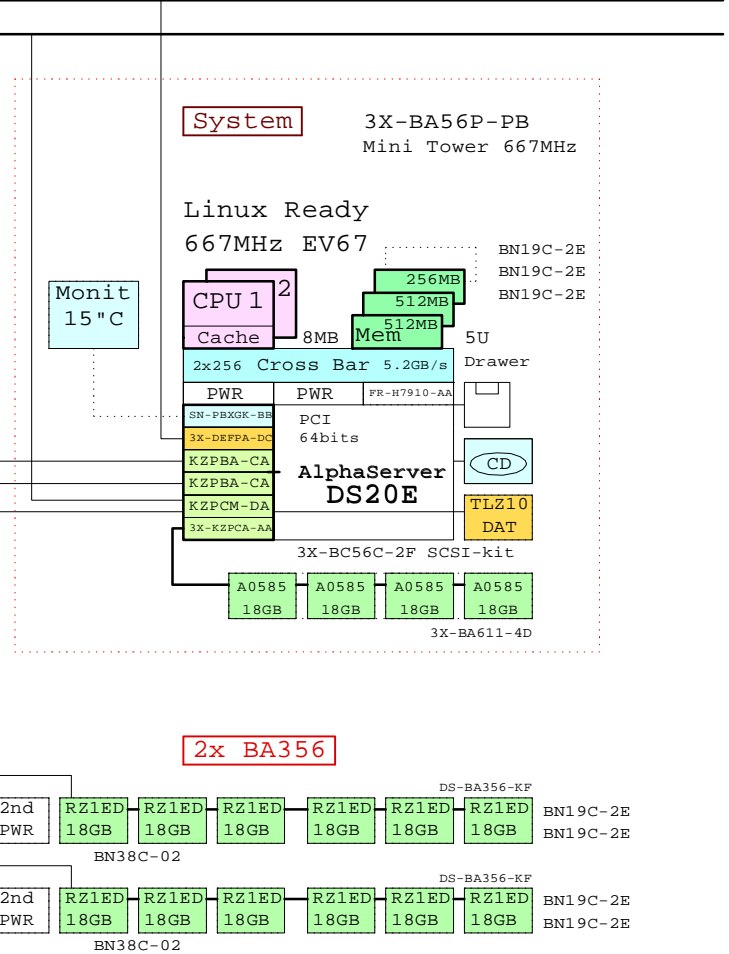 System
3X-BA56P-PB
Mini Tower 667MHz
Linux Ready
667MHz EV67
BN19C-2E
BN19C-2E
BN19C-2E
Monit
15"C
CPU 1
2
Cache
8MB
256MB
512MB
512MB
Mem
5U
Drawer
2x256 Cross Bar 5.2GB/s
PWR
PWR
FR-H7910-AA
SN-PBXGK-BB
3X-DEFPA-DC
KZPBA-CA
KZPBA-CA
KZPCM-DA
3X-KZPCA-AA
PCI
64bits
AlphaServer
DS20E
CD
TLZ10
DAT
3X-BC56C-2F SCSI-kit
A0585 A0585 A0585 A0585
18GB 18GB 18GB 18GB
3X-BA611-4D
2x BA356
DS-BA356-KF
2nd RZ1ED RZ1ED RZ1ED RZ1ED RZ1ED RZ1ED BN19C-2E
PWR 18GB 18GB 18GB 18GB 18GB 18GB BN19C-2E
BN38C-02
DS-BA356-KF
2nd RZ1ED RZ1ED RZ1ED RZ1ED RZ1ED RZ1ED BN19C-2E
PWR 18GB 18GB 18GB 18GB 18GB 18GB BN19C-2E
BN38C-02